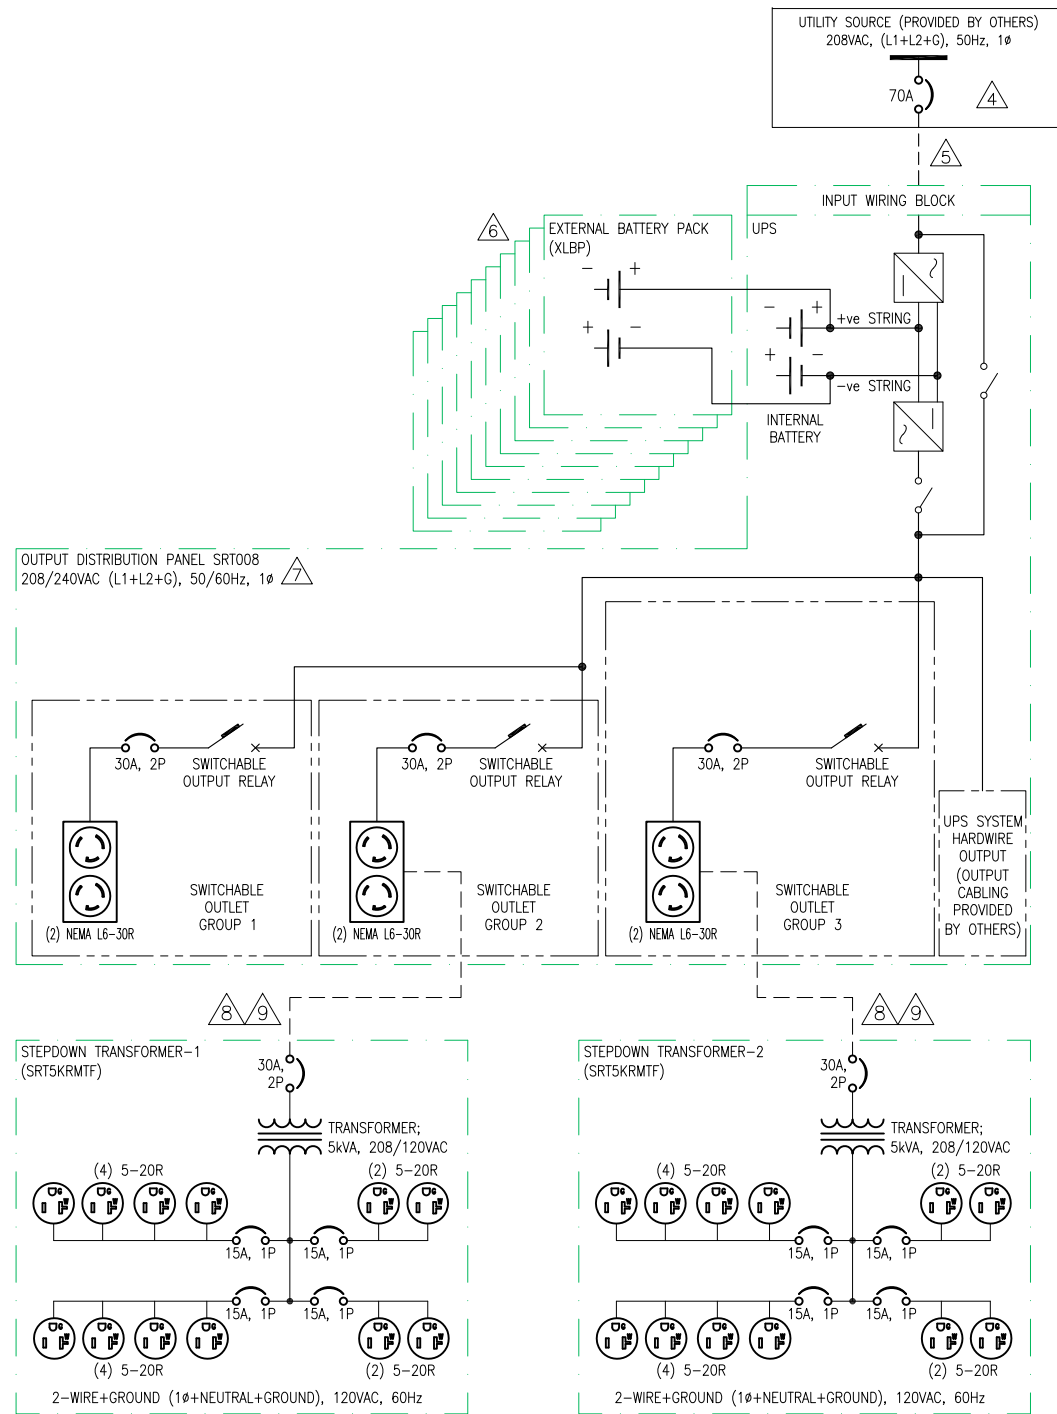 UTILITY SOURCE (PROVIDED BY OTHERS)
208VAC, (L1+L2+G), 50Hz, 1ø
70A
4
5
INPUT WIRING BLOCK
6
EXTERNAL BATTERY PACK
(XLBP)
UPS
- +
- +
+ve STRING
+ -
+ -
-ve STRING
INTERNAL
BATTERY
OUTPUT DISTRIBUTION PANEL SRT008
208/240VAC (L1+L2+G), 50/60Hz, 1ø
7
30A, 2P
SWITCHABLE
OUTPUT RELAY
30A, 2P
SWITCHABLE
OUTPUT RELAY
30A, 2P
SWITCHABLE
OUTPUT RELAY
SWITCHABLE
OUTLET
GROUP 1
(2) NEMA L6-30R
SWITCHABLE
OUTLET
GROUP 2
(2) NEMA L6-30R
SWITCHABLE
OUTLET
GROUP 3
(2) NEMA L6-30R
UPS SYSTEM
HARDWIRE
OUTPUT
(OUTPUT
CABLING
PROVIDED
BY OTHERS)
8 9
8 9
STEPDOWN TRANSFORMER-1
(SRT5KRMTF)
30A,
2P
TRANSFORMER;
5kVA, 208/120VAC
(4) 5-20R
(2) 5-20R
G W G W G W G W G W G W
15A, 1P 15A, 1P
15A, 1P 15A, 1P
G W G W G W G W G W G W
(4) 5-20R
(2) 5-20R
2-WIRE+GROUND (1ø+NEUTRAL+GROUND), 120VAC, 60Hz
STEPDOWN TRANSFORMER-2
(SRT5KRMTF)
30A,
2P
TRANSFORMER;
5kVA, 208/120VAC
(4) 5-20R
(2) 5-20R
G W G W G W G W G W G W
15A, 1P 15A, 1P
15A, 1P 15A, 1P
G W G W G W G W G W G W
(4) 5-20R
(2) 5-20R
2-WIRE+GROUND (1ø+NEUTRAL+GROUND), 120VAC, 60Hz